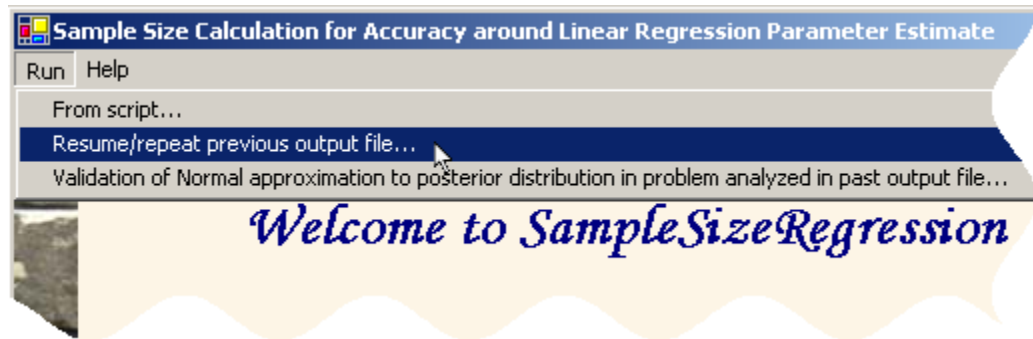 Sample Size Calculation for Accuracy around Linear Regression Parameter Estimate
Run Help
From script...
Resume/repeat previous output file...
Validation of Normal approximation to posterior distribution in problem analyzed in past output file...
Welcome to SampleSizeRegression